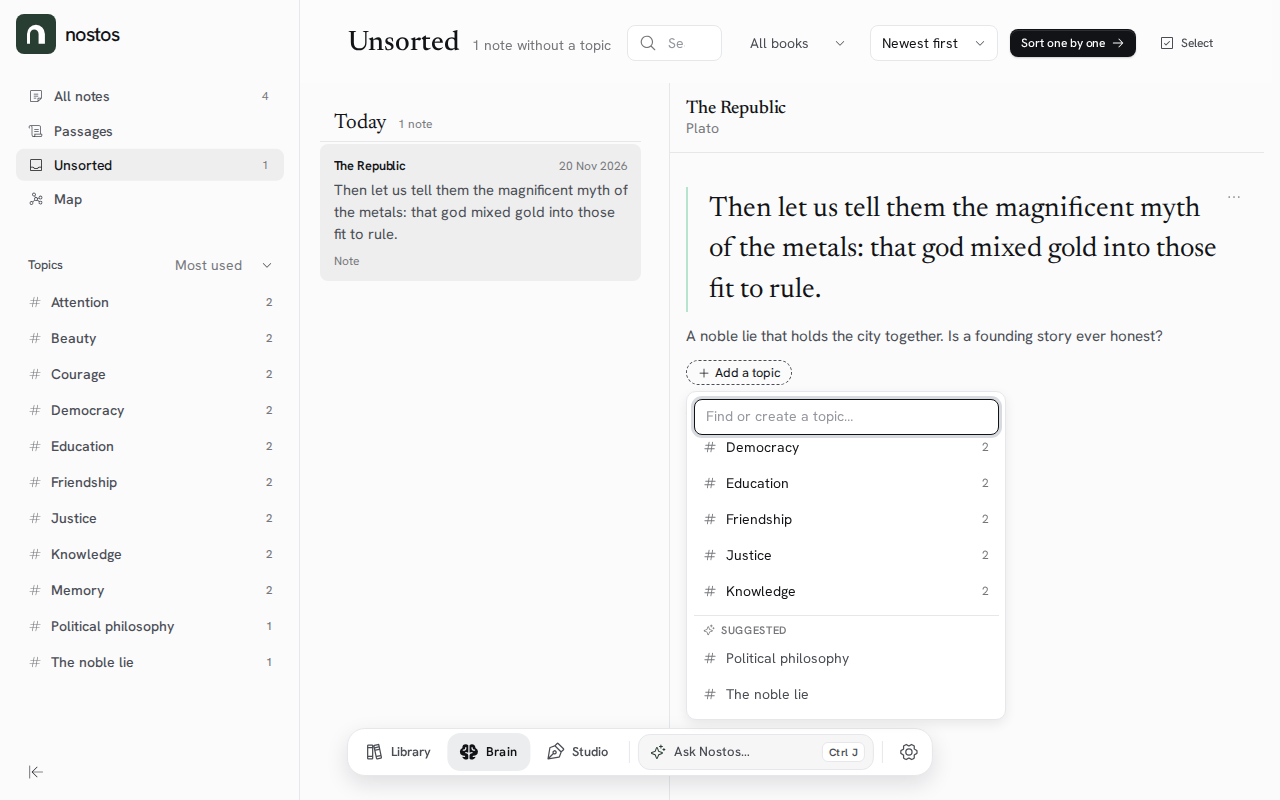 nostos
All notes 4
Passages
Unsorted 1
Map
Topics Most used
Attention 2
Beauty 2
Courage 2
Democracy 2
Education 2
Friendship 2
Justice 2
Knowledge 2
Memory 2
Political philosophy 1
The noble lie 1
Unsorted 1 note without a topic Se All books Newest first Sort one by one → Select
Today 1 note
The Republic 20 Nov 2026
Then let us tell them the magnificent myth of
the metals: that god mixed gold into those
fit to rule.
Note
The Republic
Plato
Then let us tell them the magnificent myth
of the metals: that god mixed gold into those
fit to rule.
A noble lie that holds the city together. Is a founding story ever honest?
+ Add a topic
Find or create a topic...
# Democracy 2
# Education 2
# Friendship 2
# Justice 2
# Knowledge 2
SUGGESTED
# Political philosophy
# The noble lie
Library Brain Studio Ask Nostos... Ctrl J